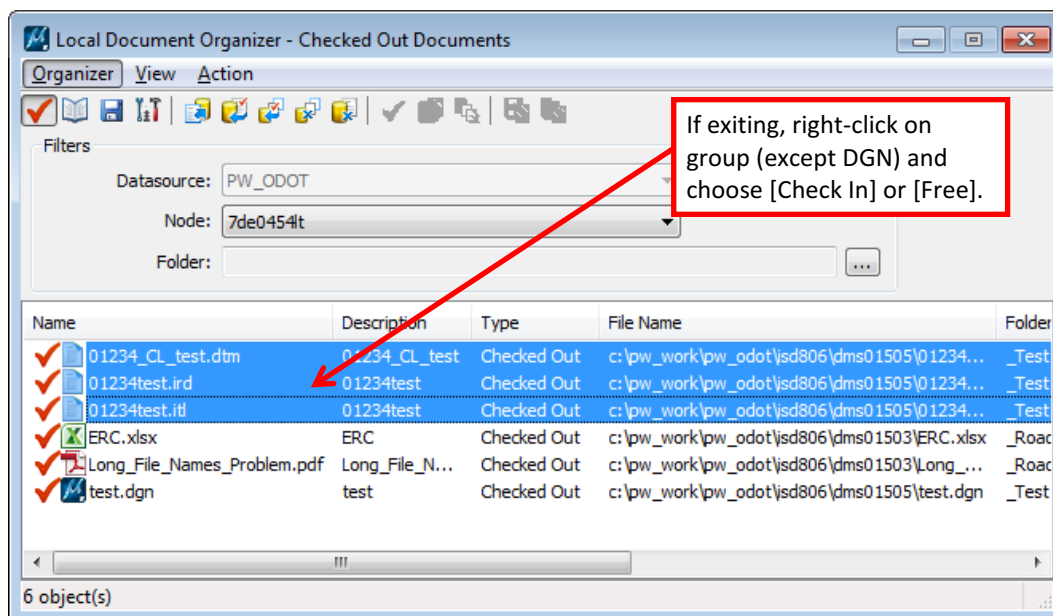 Local Document Organizer - Checked Out Documents
Organizer View Action
If exiting, right-click on
group (except DGN) and
choose [Check In] or [Free].
Filters
Datasource: PW_ODOT
Node: 7de0454lt
Folder:
...
Name Description Type File Name Folder
01234_CL_test.dtm 01234_CL_test Checked Out c:\pw_work\pw_odot\jsd806\dms01505\01234... _Test
01234test.ird 01234test Checked Out c:\pw_work\pw_odot\jsd806\dms01505\01234... _Test
01234test.itl 01234test Checked Out c:\pw_work\pw_odot\jsd806\dms01505\01234... _Test
ERC.xlsx ERC Checked Out c:\pw_work\pw_odot\jsd806\dms01503\ERC.xlsx _Road
Long_File_Names_Problem.pdf Long_File_N... Checked Out c:\pw_work\pw_odot\jsd806\dms01503\Long_... _Road
test.dgn test Checked Out c:\pw_work\pw_odot\jsd806\dms01505\test.dgn _Test
6 object(s)